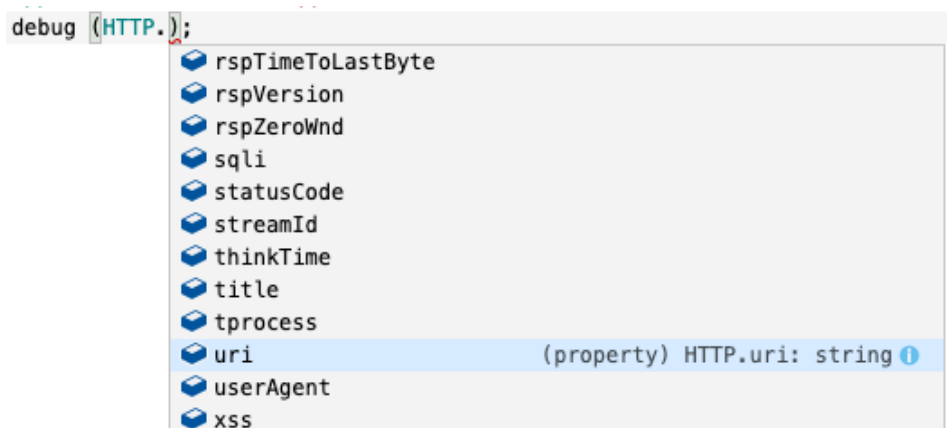 debug (HTTP.);
rspTimeToLastByte
rspVersion
rspZeroWnd
sqli
statusCode
streamId
thinkTime
title
tprocess
uri (property) HTTP.uri: string
userAgent
xss